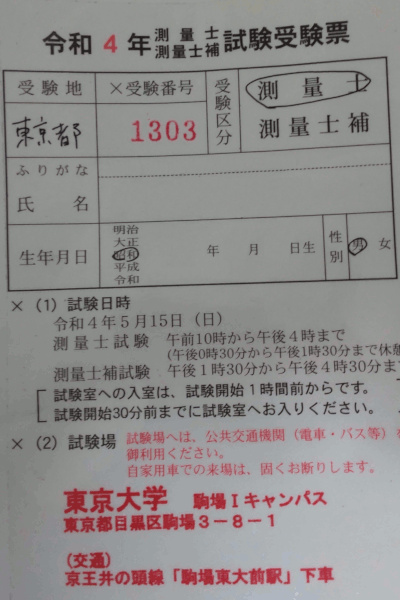 令和 4 年 測量士 測量士補 試験受験票
受験地 ×受験番号 受験区分 測量士
東京都 1303 測量士補
ふりがな
氏名
生年月日 明治 大正 昭和 平成 令和 年 月 日生 性別 男 女
× (1) 試験日時
令和4年5月15日(日)
測量士試験 午前10時から午後4時まで
(午後0時30分から午後1時30分まで休憩
測量士補試験 午後1時30分から午後4時30分ま
試験室への入室は、試験開始1時間前からです。
試験開始30分前までに試験室へお入りください。
× (2) 試験場 試験場へは、公共交通機関(電車・バス等)を
御利用ください。
自家用車での来場は、固くお断りします。
東京大学 駒場Ⅰキャンパス
東京都目黒区駒場3-8-1
(交通)
京王井の頭線「駒場東大前駅」下車